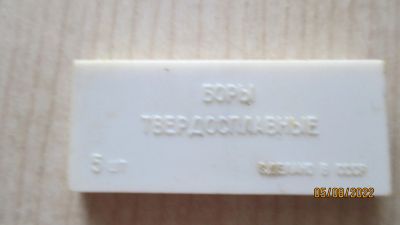 БОРЫ
ТВЕРДОСПЛАВНЫЕ
5 шт СДЕЛАНО В СССР
05/08/2022